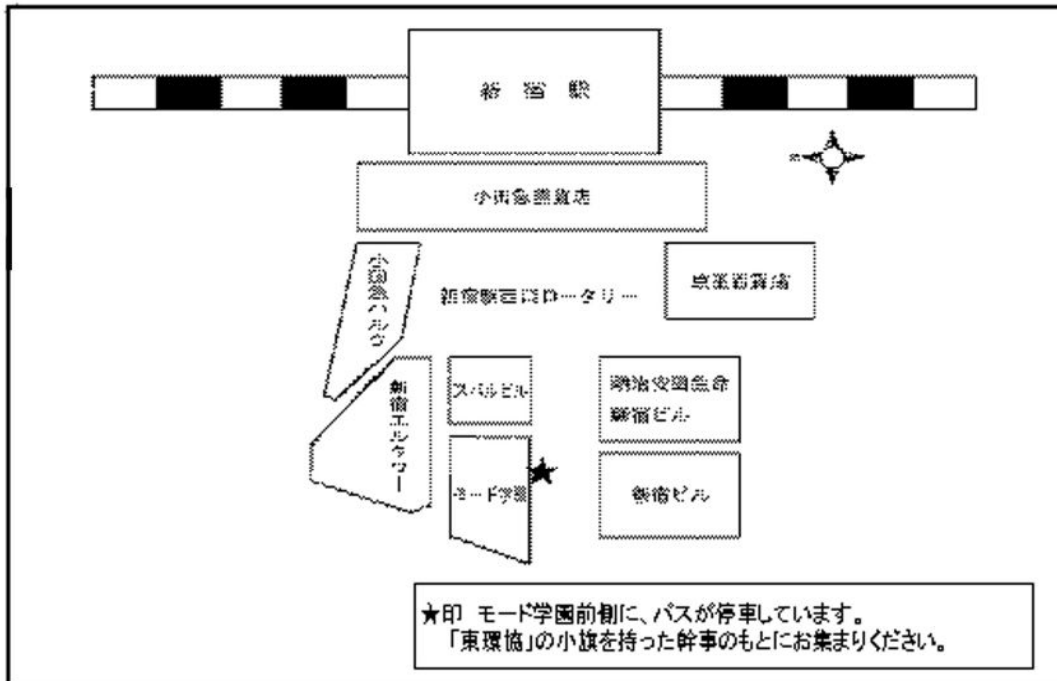 新宿駅
小田急百貨店
小田急ハルク
新宿駅西口ロータリー
京王百貨店
新宿エルタワー
スバルビル
明治安田生命
新宿ビル
モード学園
新宿ビル
★印 モード学園前側に、バスが停車しています。
「東環協」の小旗を持った幹事のもとにお集まりください。